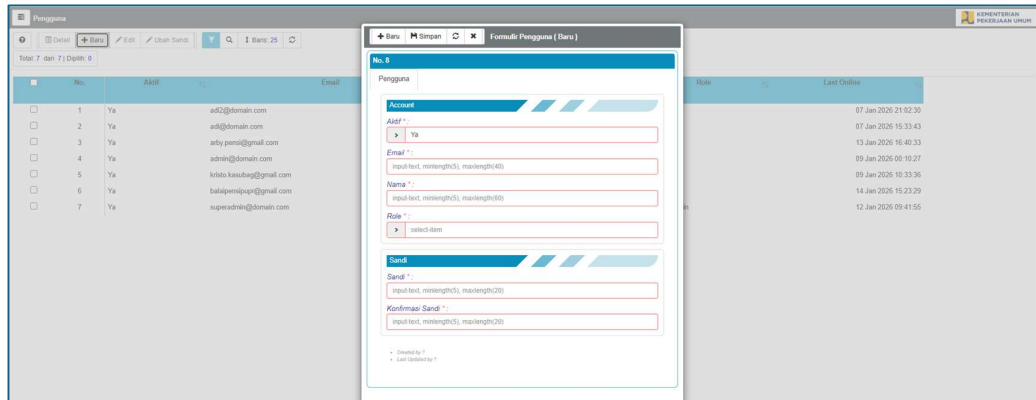 Pengguna
KEMENTERIAN
PEKERJAAN UMUM
Detail + Baru Edit Ubah Sandi Baris: 25
Total: 7 dari 7 | Dipilih: 0
No. Aktif Email Role Last Online
1 Ya adl2@domain.com 07 Jan 2026 21:02:30
2 Ya adl@domain.com 07 Jan 2026 15:33:43
3 Ya arby.pensi@gmail.com 13 Jan 2026 16:40:33
4 Ya admin@domain.com 09 Jan 2026 00:10:27
5 Ya kristo.kasubag@gmail.com 09 Jan 2026 10:33:36
6 Ya balaipensipupr@gmail.com 14 Jan 2026 15:23:29
7 Ya superadmin@domain.com in 12 Jan 2026 09:41:55
+ Baru Simpan Formulir Pengguna ( Baru )
No. 8
Pengguna
Account
Aktif * :
> Ya
Email * :
input-text, minlength(5), maxlength(40)
Nama * :
input-text, minlength(5), maxlength(60)
Role * :
> select-item
Sandi
Sandi * :
input-text, minlength(5), maxlength(20)
Konfirmasi Sandi * :
input-text, minlength(5), maxlength(20)
Created by ?
Last Updated by ?